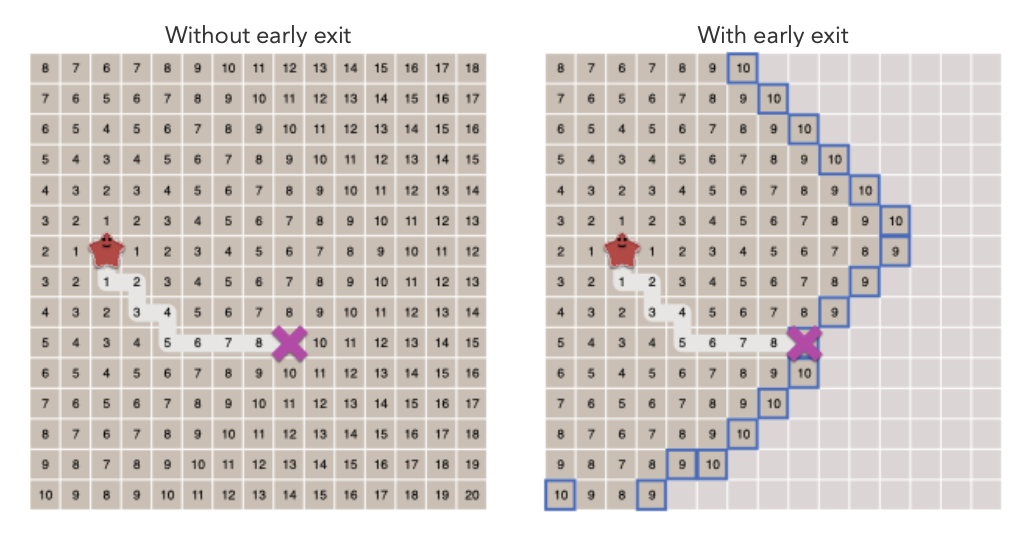 Without early exit
8 7 6 7 8 9 10 11 12 13 14 15 16 17 18
7 6 5 6 7 8 9 10 11 12 13 14 15 16 17
6 5 4 5 6 7 8 9 10 11 12 13 14 15 16
5 4 3 4 5 6 7 8 9 10 11 12 13 14 15
4 3 2 3 4 5 6 7 8 9 10 11 12 13 14
3 2 1 2 3 4 5 6 7 8 9 10 11 12 13
2 1 1 2 3 4 5 6 7 8 9 10 11 12
3 2 1 2 3 4 5 6 7 8 9 10 11 12 13
4 3 2 3 4 5 6 7 8 9 10 11 12 13 14
5 4 3 4 5 6 7 8 10 11 12 13 14 15
6 5 4 5 6 7 8 9 10 11 12 13 14 15 16
7 6 5 6 7 8 9 10 11 12 13 14 15 16 17
8 7 6 7 8 9 10 11 12 13 14 15 16 17 18
9 8 7 8 9 10 11 12 13 14 15 16 17 18 19
10 9 8 9 10 11 12 13 14 15 16 17 18 19 20
With early exit
8 7 6 7 8 9 10
7 6 5 6 7 8 9 10
6 5 4 5 6 7 8 9 10
5 4 3 4 5 6 7 8 9 10
4 3 2 3 4 5 6 7 8 9 10
3 2 1 2 3 4 5 6 7 8 9 10
2 1 1 2 3 4 5 6 7 8 9
3 2 1 2 3 4 5 6 7 8 9
4 3 2 3 4 5 6 7 8 9
5 4 3 4 5 6 7 8
6 5 4 5 6 7 8 9 10
7 6 5 6 7 8 9 10
8 7 6 7 8 9 10
9 8 7 8 9 10
10 9 8 9